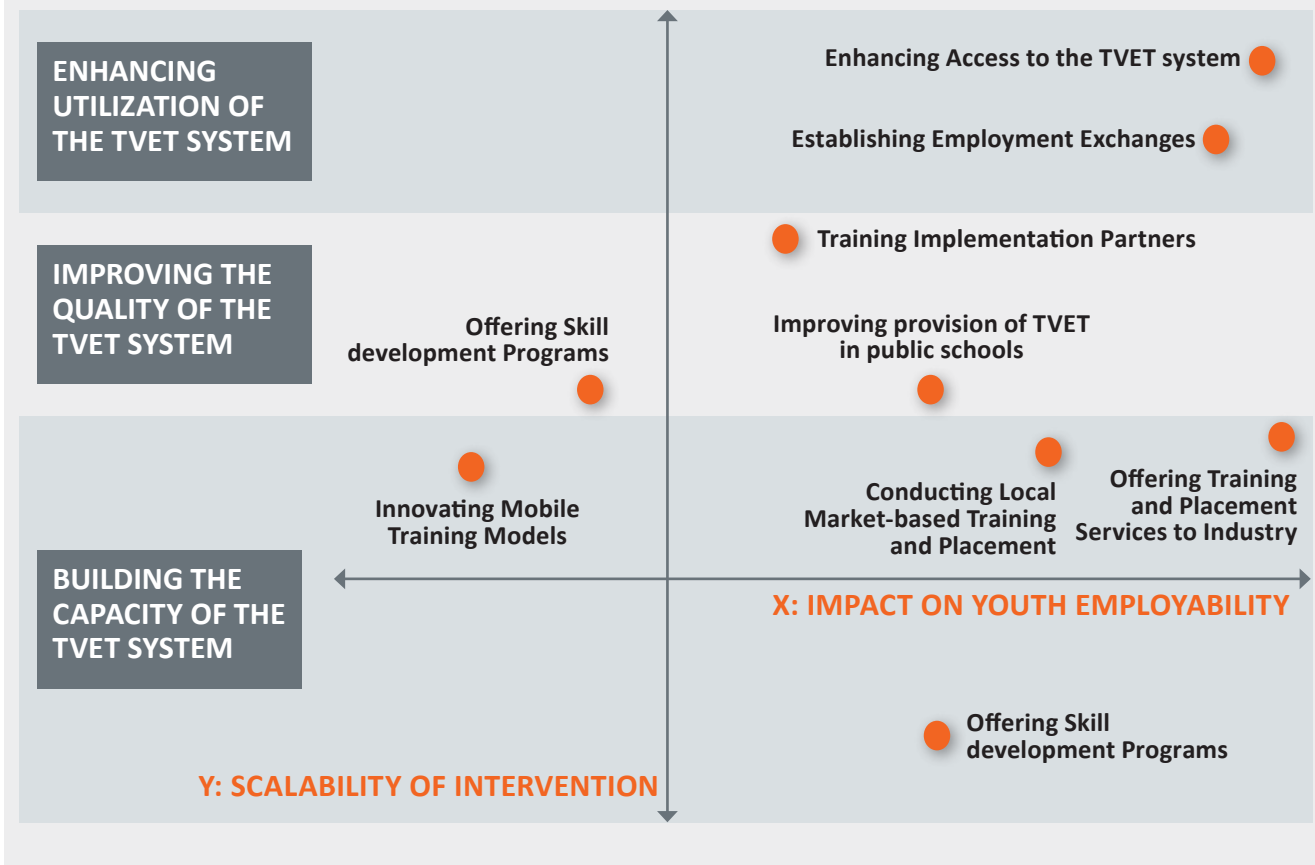 ENHANCING
UTILIZATION OF
THE TVET SYSTEM
Enhancing Access to the TVET system
Establishing Employment Exchanges
IMPROVING THE
QUALITY OF THE
TVET SYSTEM
Training Implementation Partners
Offering Skill
development Programs
Improving provision of TVET
in public schools
Innovating Mobile
Training Models
Conducting Local
Market-based Training
and Placement
Offering Training
and Placement
Services to Industry
BUILDING THE
CAPACITY OF THE
TVET SYSTEM
X: IMPACT ON YOUTH EMPLOYABILITY
Offering Skill
development Programs
Y: SCALABILITY OF INTERVENTION